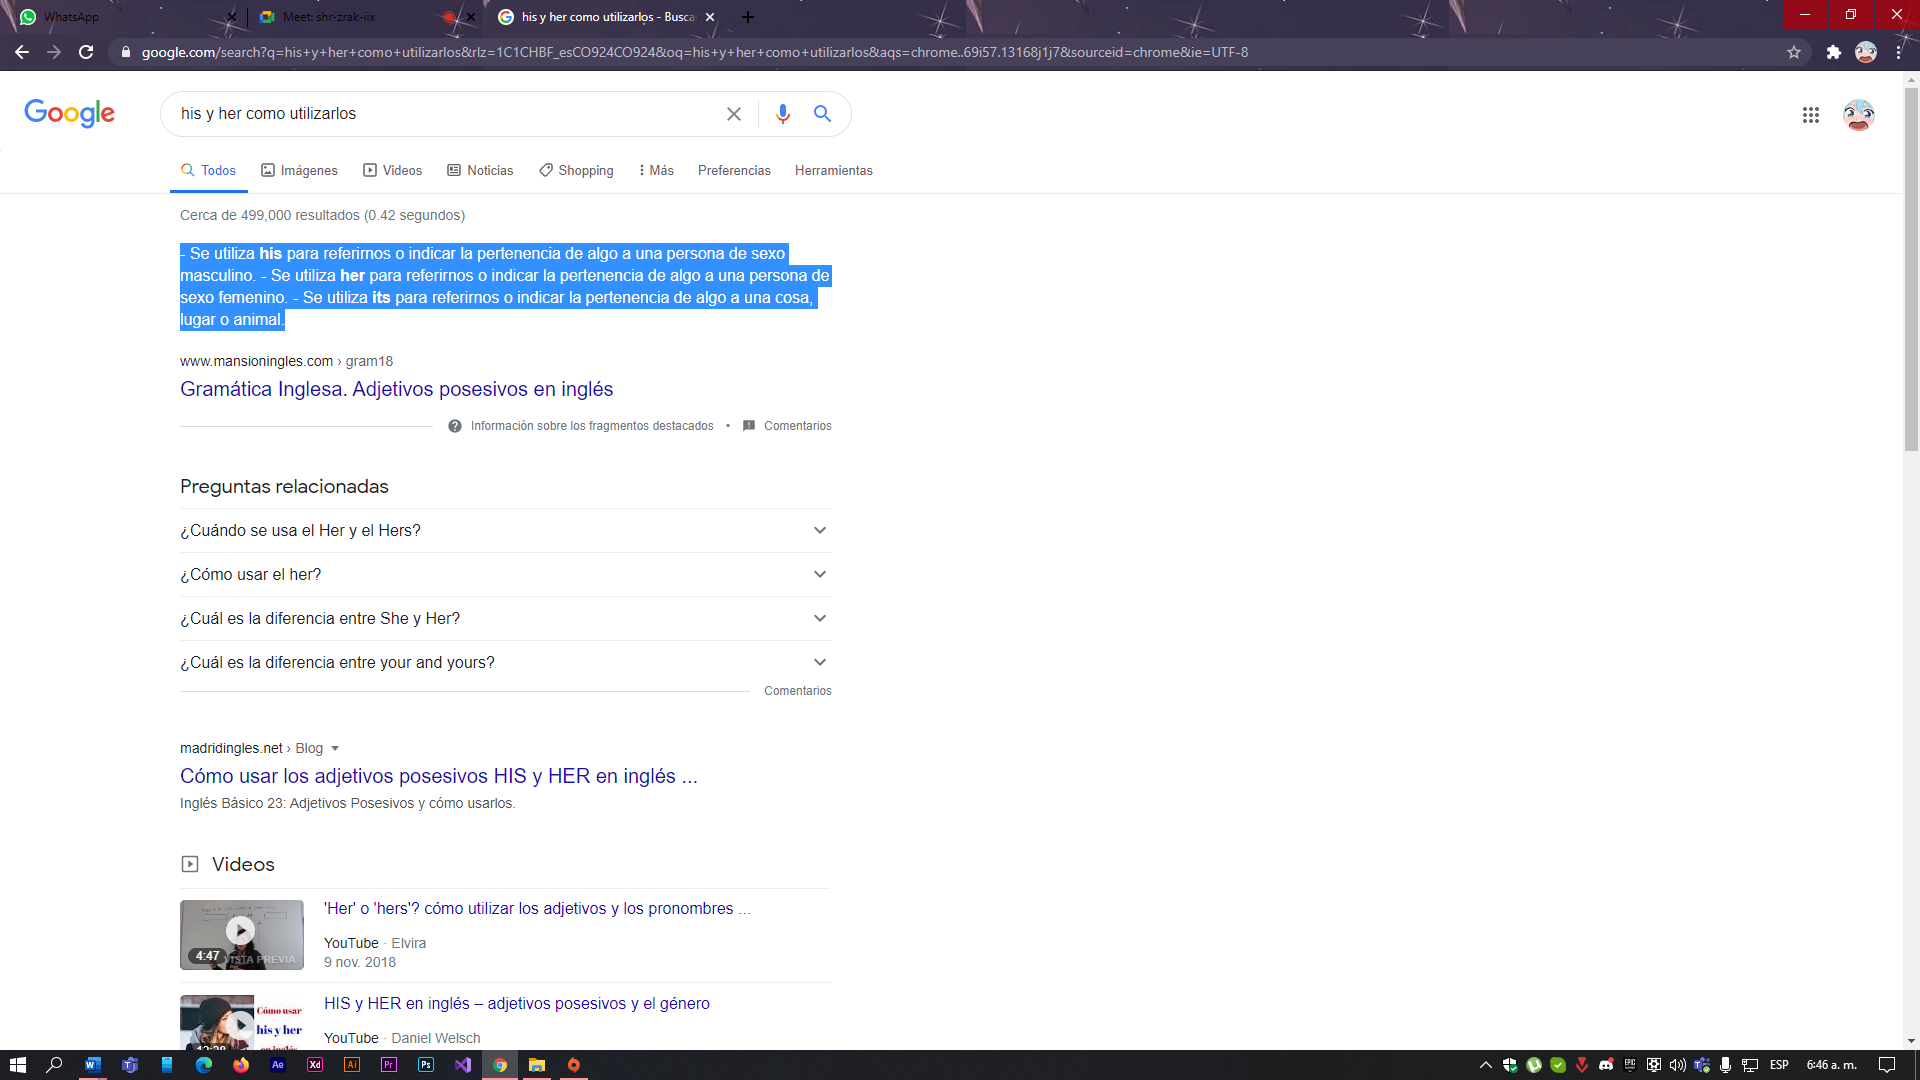 WhatsApp
Meet: shr-zrak-iix
his y her como utilizarlos - Busca
google.com/search?q=his+y+her+como+utilizarlos&rlz=1C1CHBF_esCO924CO924&oq=his+y+her+como+utilizarlos&aqs=chrome..69i57.13168j1j7&sourceid=chrome&ie=UTF-8
Google
his y her como utilizarlos
Todos Imágenes Videos Noticias Shopping Más Preferencias Herramientas
Cerca de 499,000 resultados (0.42 segundos)
- Se utiliza his para referirnos o indicar la pertenencia de algo a una persona de sexo
masculino. - Se utiliza her para referirnos o indicar la pertenencia de algo a una persona de
sexo femenino. - Se utiliza its para referirnos o indicar la pertenencia de algo a una cosa,
lugar o animal.
www.mansioningles.com › gram18
Gramática Inglesa. Adjetivos posesivos en inglés
Información sobre los fragmentos destacados • Comentarios
Preguntas relacionadas
¿Cuándo se usa el Her y el Hers?
¿Cómo usar el her?
¿Cuál es la diferencia entre She y Her?
¿Cuál es la diferencia entre your and yours?
Comentarios
madridingles.net › Blog
Cómo usar los adjetivos posesivos HIS y HER en inglés ...
Inglés Básico 23: Adjetivos Posesivos y cómo usarlos.
Videos
'Her' o 'hers'? cómo utilizar los adjetivos y los pronombres ...
YouTube · Elvira
9 nov. 2018
4:47 VISTA PREVIA
HIS y HER en inglés – adjetivos posesivos y el género
YouTube · Daniel Welsch
Cómo usar
his y her
en inglés
12:28
Ae Xd Ai Pr Ps
ESP 6:46 a. m.